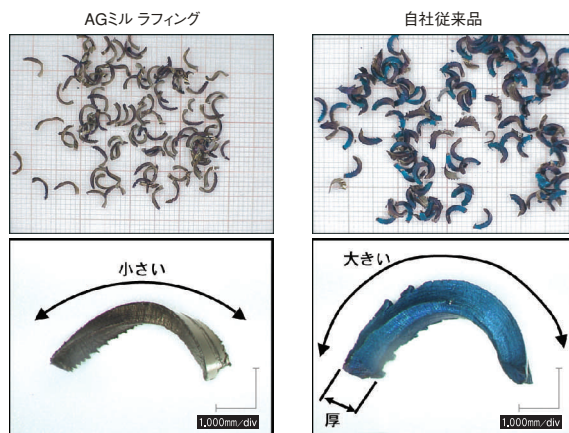 AGミル ラフィング
自社従来品
小さい
大きい
1.000mm/div
厚
1.000mm/div